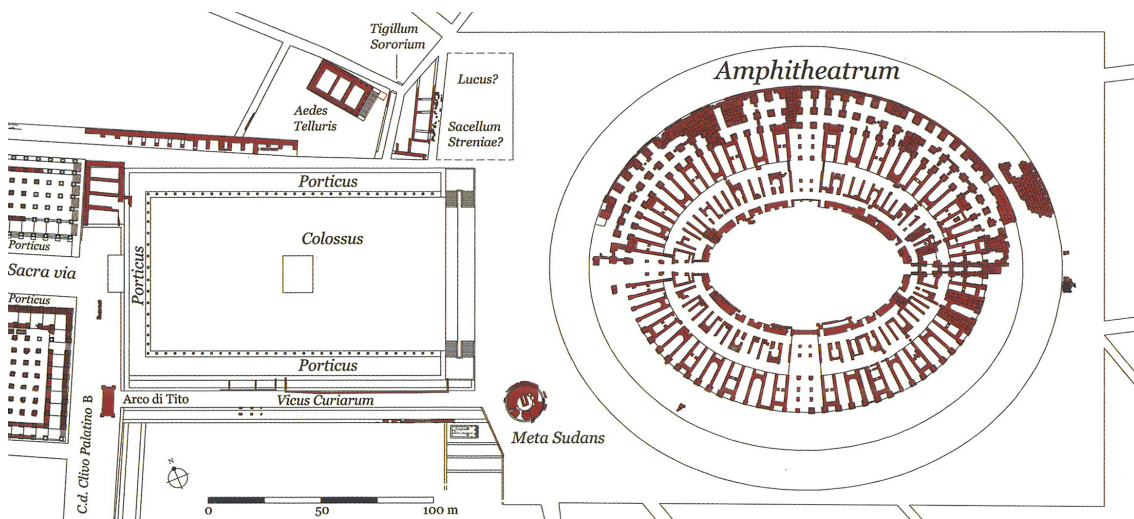 Tigillum
Sororium
Lucus?
Amphitheatrum
Aedes
Telluris
Sacellum
Streniae?
Porticus
Colossus
Porticus
Porticus
Sacra via
Porticus
Porticus
Arco di Tito
Vicus Curiarum
C.d. Clivo Palatino B
Meta Sudans
N
0
50
100 m